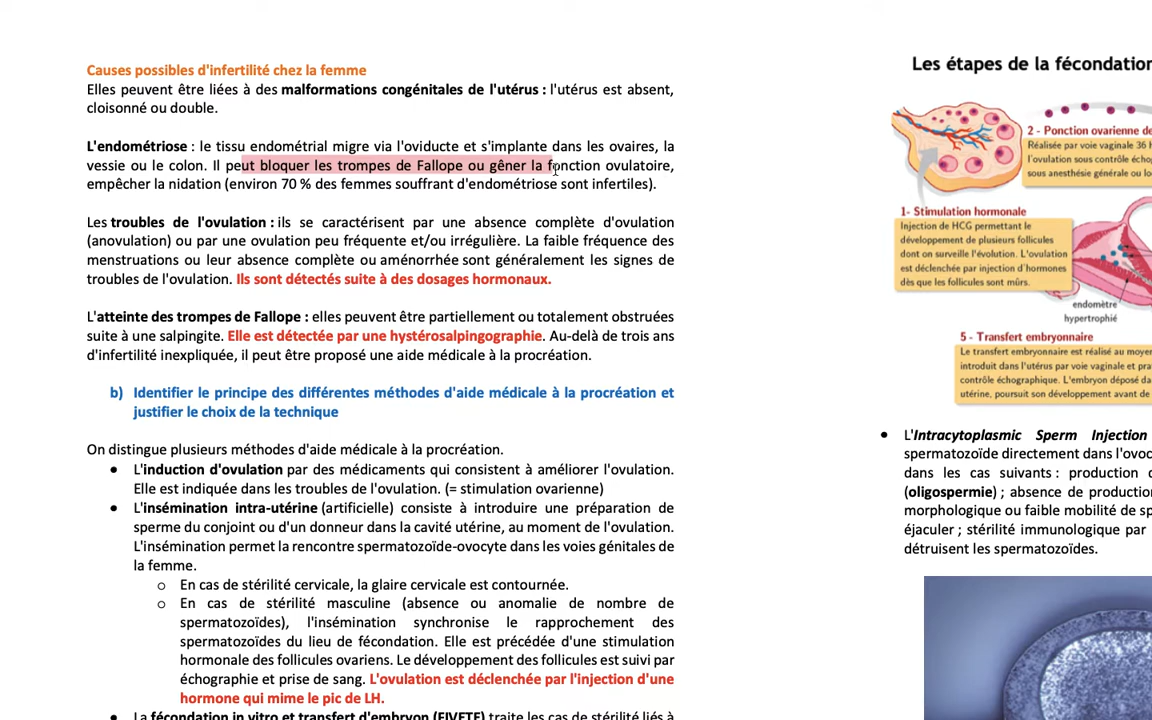 Causes possibles d'infertilité chez la femme
Elles peuvent être liées à des malformations congénitales de l'utérus : l'utérus est absent,
cloisonné ou double.
L'endométriose : le tissu endométrial migre via l'oviducte et s'implante dans les ovaires, la
vessie ou le colon. Il peut bloquer les trompes de Fallope ou gêner la fonction ovulatoire,
empêcher la nidation (environ 70 % des femmes souffrant d'endométriose sont infertiles).
Les troubles de l'ovulation : ils se caractérisent par une absence complète d'ovulation
(anovulation) ou par une ovulation peu fréquente et/ou irrégulière. La faible fréquence des
menstruations ou leur absence complète ou aménorrhée sont généralement les signes de
troubles de l'ovulation. Ils sont détectés suite à des dosages hormonaux.
L'atteinte des trompes de Fallope : elles peuvent être partiellement ou totalement obstruées
suite à une salpingite. Elle est détectée par une hystérosalpingographie. Au-delà de trois ans
d'infertilité inexpliquée, il peut être proposé une aide médicale à la procréation.
b) Identifier le principe des différentes méthodes d'aide médicale à la procréation et
justifier le choix de la technique
On distingue plusieurs méthodes d'aide médicale à la procréation.
● L'induction d'ovulation par des médicaments qui consistent à améliorer l'ovulation.
Elle est indiquée dans les troubles de l'ovulation. (= stimulation ovarienne)
● L'insémination intra-utérine (artificielle) consiste à introduire une préparation de
sperme du conjoint ou d'un donneur dans la cavité utérine, au moment de l'ovulation.
L'insémination permet la rencontre spermatozoïde-ovocyte dans les voies génitales de
la femme.
o En cas de stérilité cervicale, la glaire cervicale est contournée.
o En cas de stérilité masculine (absence ou anomalie de nombre de
spermatozoïdes), l'insémination synchronise le rapprochement des
spermatozoïdes du lieu de fécondation. Elle est précédée d'une stimulation
hormonale des follicules ovariens. Le développement des follicules est suivi par
échographie et prise de sang. L'ovulation est déclenchée par l'injection d'une
hormone qui mime le pic de LH.
● La fécondation in vitro et transfert d'embryon (FIVETE) traite les cas de stérilité liés à
Les étapes de la fécondation
2 - Ponction ovarienne de
Réalisée par voie vaginale 36 h
l'ovulation sous contrôle écho
sous anesthésie générale ou lo
1- Stimulation hormonale
Injection de HCG permettant le
développement de plusieurs follicules
dont on surveille l'évolution. L'ovulation
est déclenchée par injection d'hormones
dès que les follicules sont mûrs.
endomètre
hypertrophié
5 - Transfert embryonnaire
Le transfert embryonnaire est réalisé au moye
introduit dans l'utérus par voie vaginale et pra
contrôle échographique. L'embryon déposé da
utérine, poursuit son développement avant de
● L'Intracytoplasmic Sperm Injection
spermatozoïde directement dans l'ovoc
dans les cas suivants : production d
(oligospermie) ; absence de production
morphologique ou faible mobilité de sp
éjaculer ; stérilité immunologique par
détruisent les spermatozoïdes.